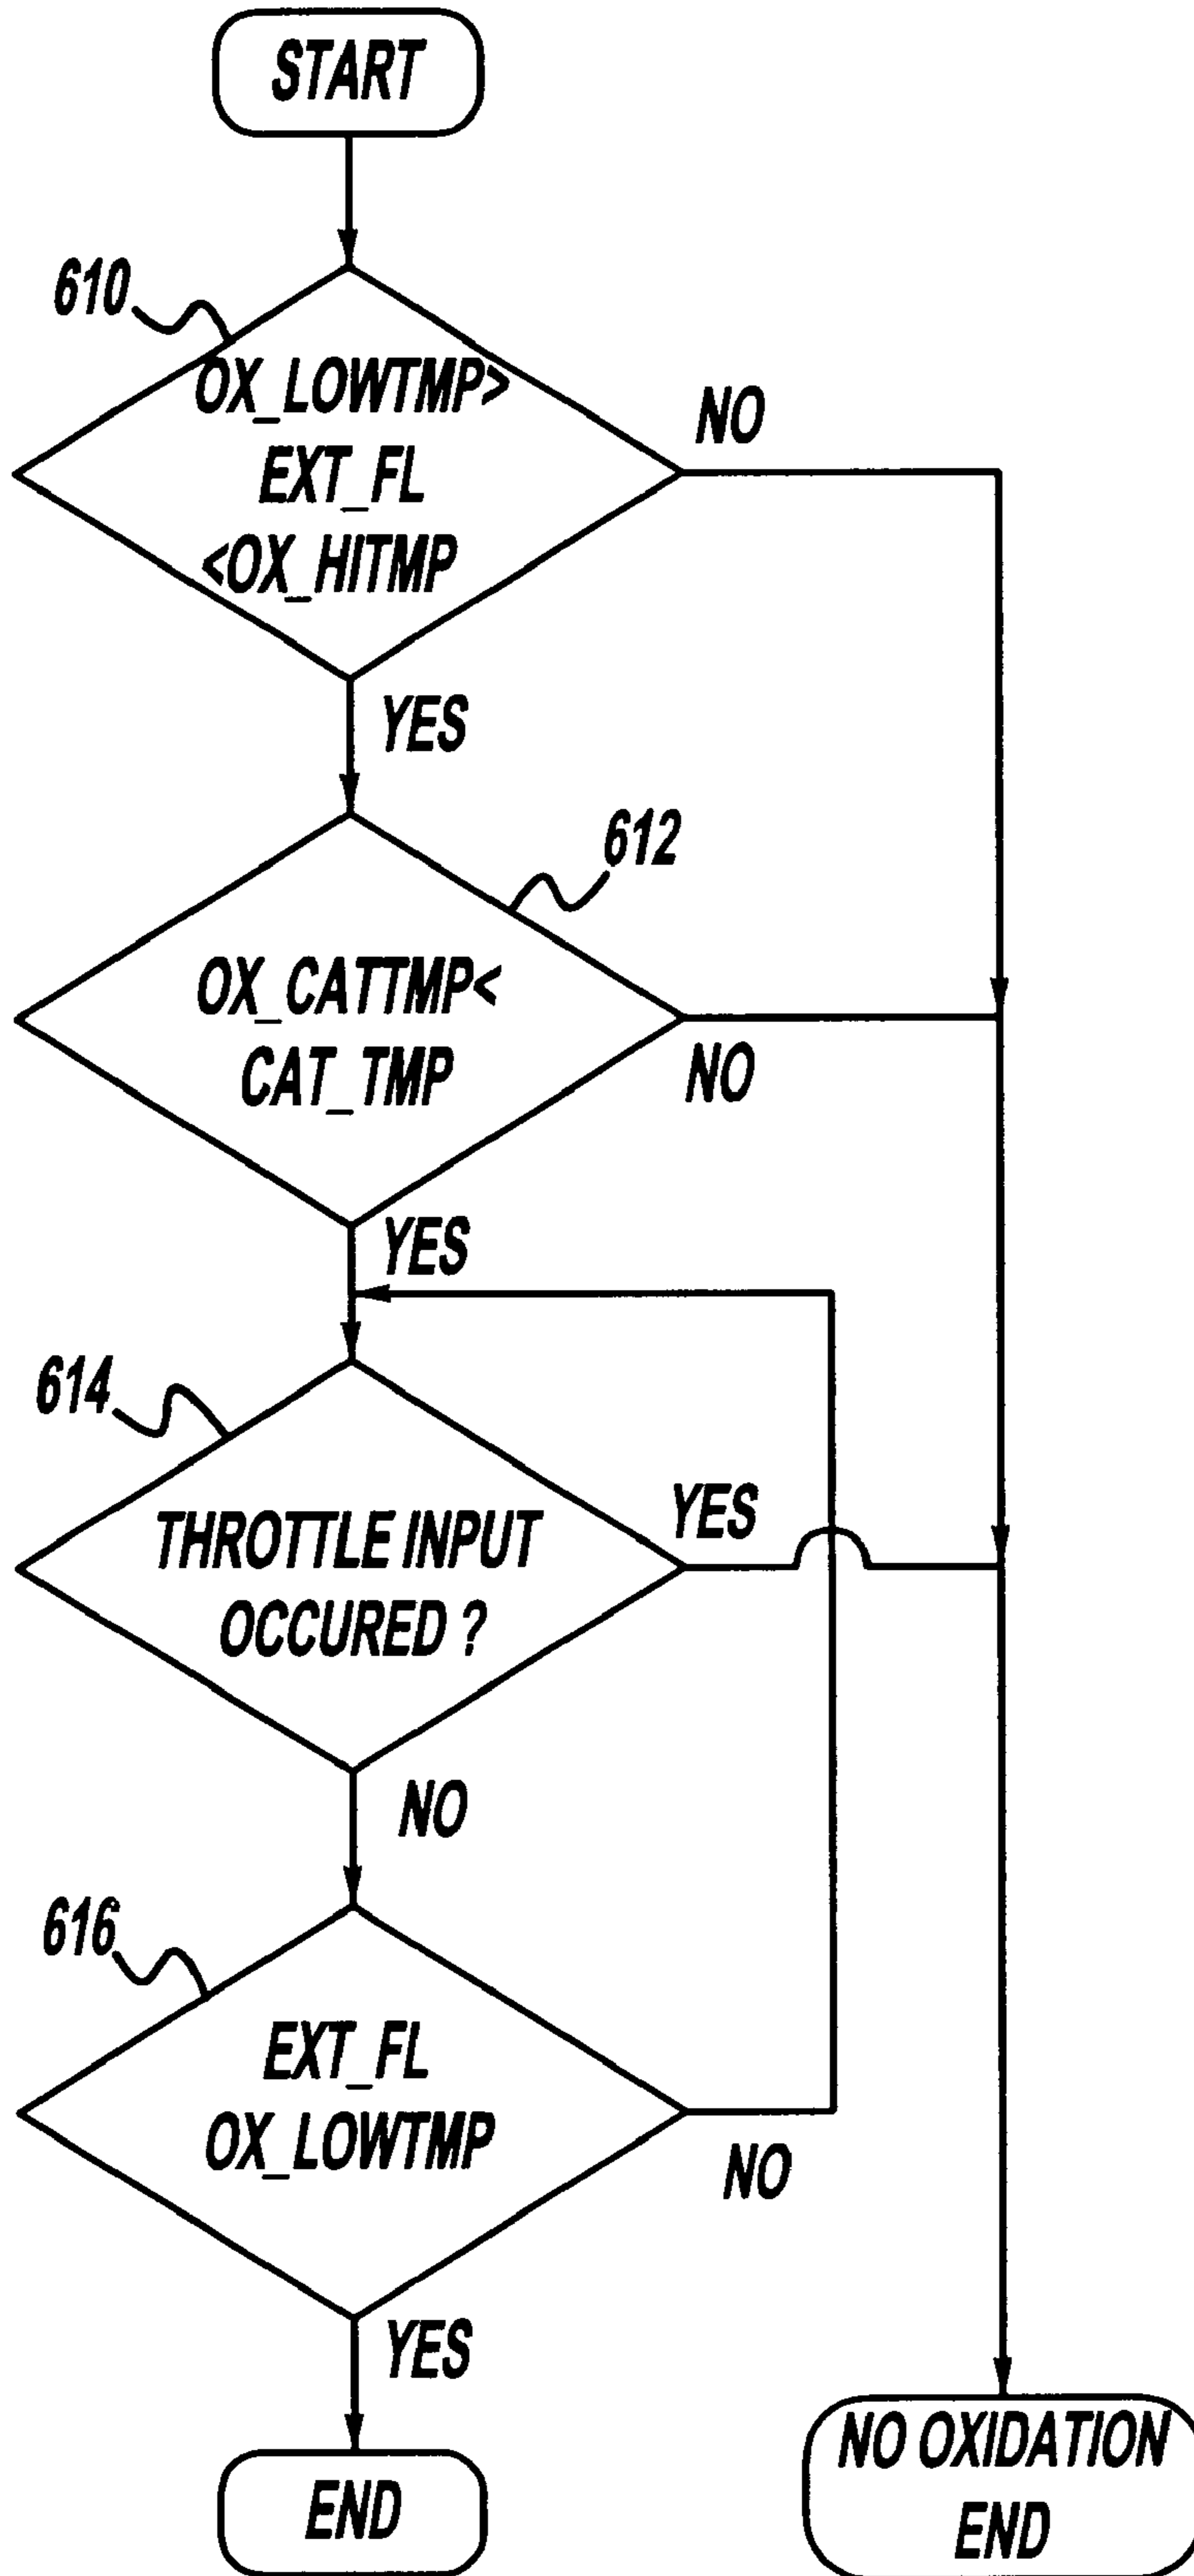 START
610
OX_LOWTMP>
EXT_FL
<OX_HITMP
NO
YES
612
OX_CATTMP<
CAT_TMP
NO
YES
614
THROTTLE INPUT
OCCURED ?
YES
NO
616
EXT_FL
OX_LOWTMP
NO
YES
END
NO OXIDATION
END